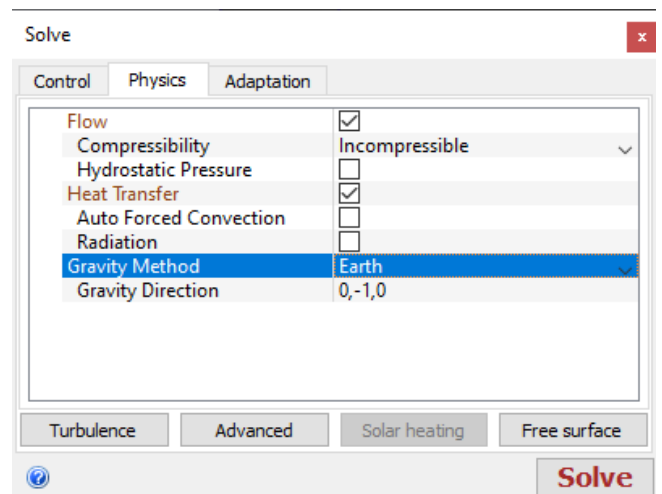 Solve
x
Control Physics Adaptation
Flow
Compressibility Incompressible
Hydrostatic Pressure
Heat Transfer
Auto Forced Convection
Radiation
Gravity Method Earth
Gravity Direction 0,-1,0
Turbulence Advanced Solar heating Free surface
? Solve